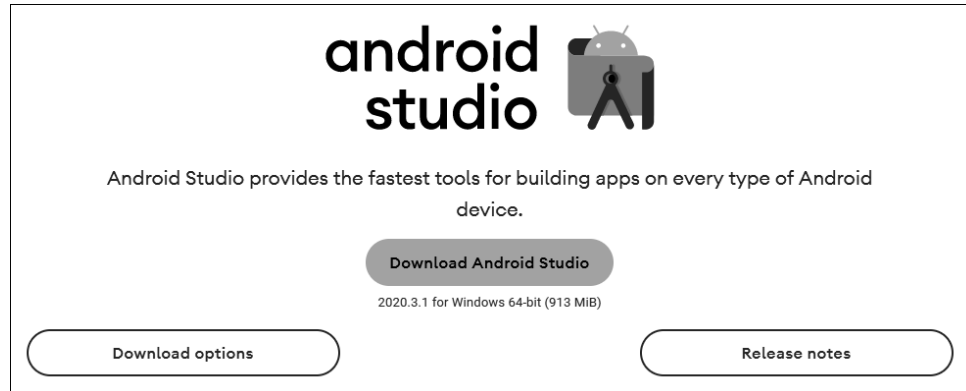 android
studio
Android Studio provides the fastest tools for building apps on every type of Android
device.
Download Android Studio
2020.3.1 for Windows 64-bit (913 MiB)
Download options
Release notes